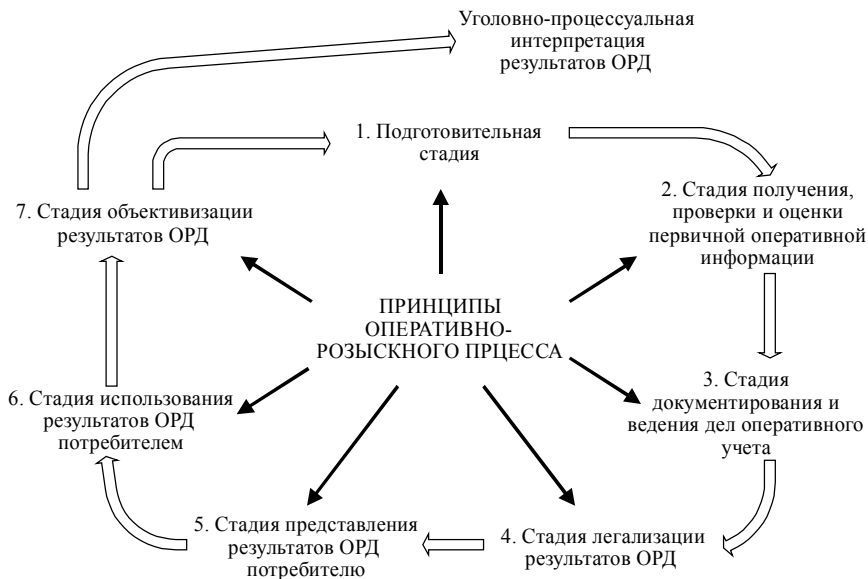 Уголовно-процессуальная
интерпретация
результатов ОРД
1. Подготовительная
стадия
2. Стадия получения,
проверки и оценки
первичной оперативной
информации
3. Стадия
документирования и
ведения дел оперативного
учета
4. Стадия легализации
результатов ОРД
5. Стадия представления
результатов ОРД
потребителю
6. Стадия использования
результатов ОРД
потребителем
7. Стадия объективизации
результатов ОРД
ПРИНЦИПЫ
ОПЕРАТИВНО-
РОЗЫСКНОГО ПРЦЕССА